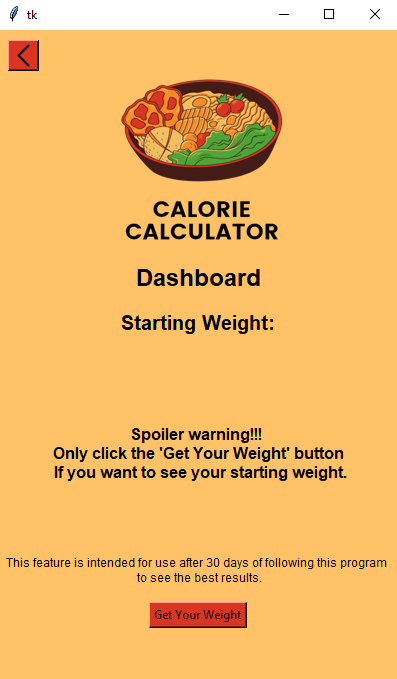 tk
CALORIE
CALCULATOR
Dashboard
Starting Weight:
Spoiler warning!!!
Only click the 'Get Your Weight' button
If you want to see your starting weight.
This feature is intended for use after 30 days of following this program
to see the best results.
Get Your Weight